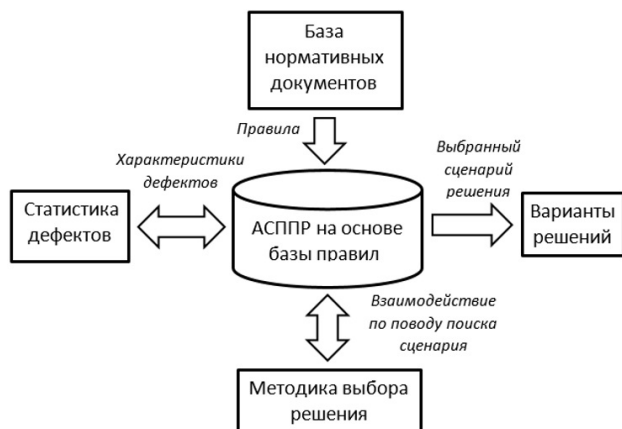 База
нормативных
документов
Правила
Характеристики
дефектов
Выбранный
сценарий
решения
Статистика
дефектов
АСППР на основе
базы правил
Варианты
решений
Взаимодействие
по поводу поиска
сценария
Методика выбора
решения